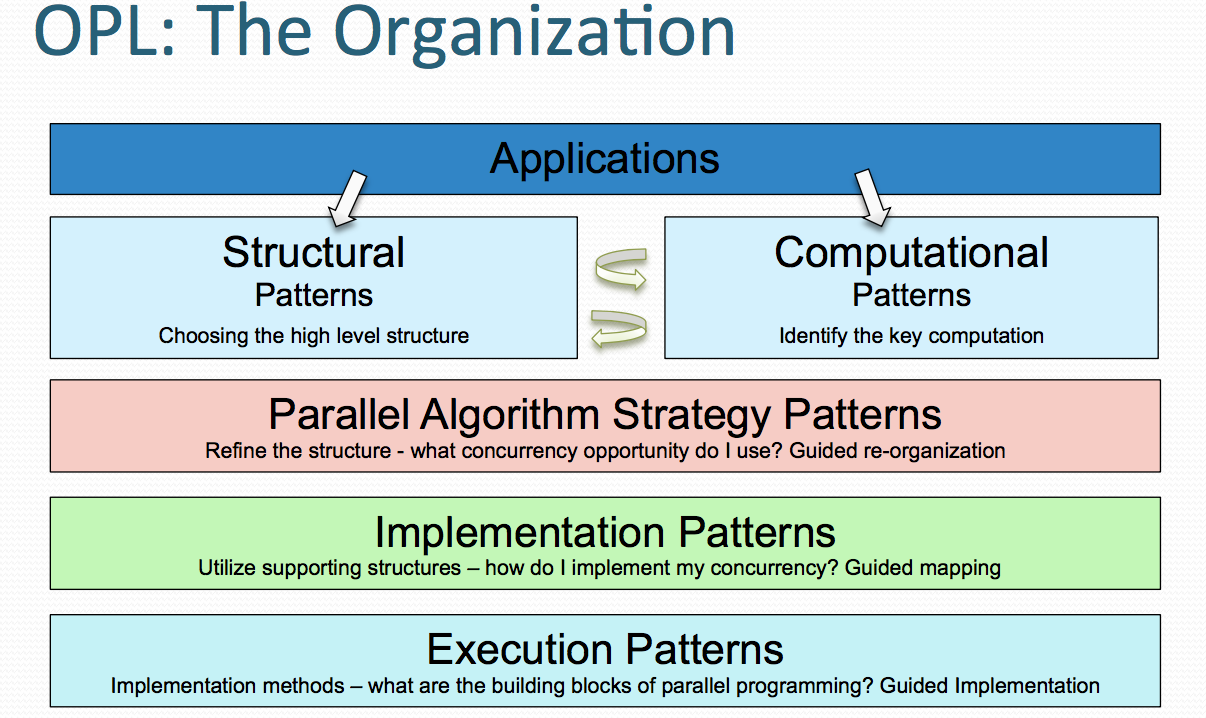 OPL: The Organization
Applications
Structural
Patterns
Choosing the high level structure
Computational
Patterns
Identify the key computation
Parallel Algorithm Strategy Patterns
Refine the structure - what concurrency opportunity do I use? Guided re-organization
Implementation Patterns
Utilize supporting structures – how do I implement my concurrency? Guided mapping
Execution Patterns
Implementation methods – what are the building blocks of parallel programming? Guided Implementation